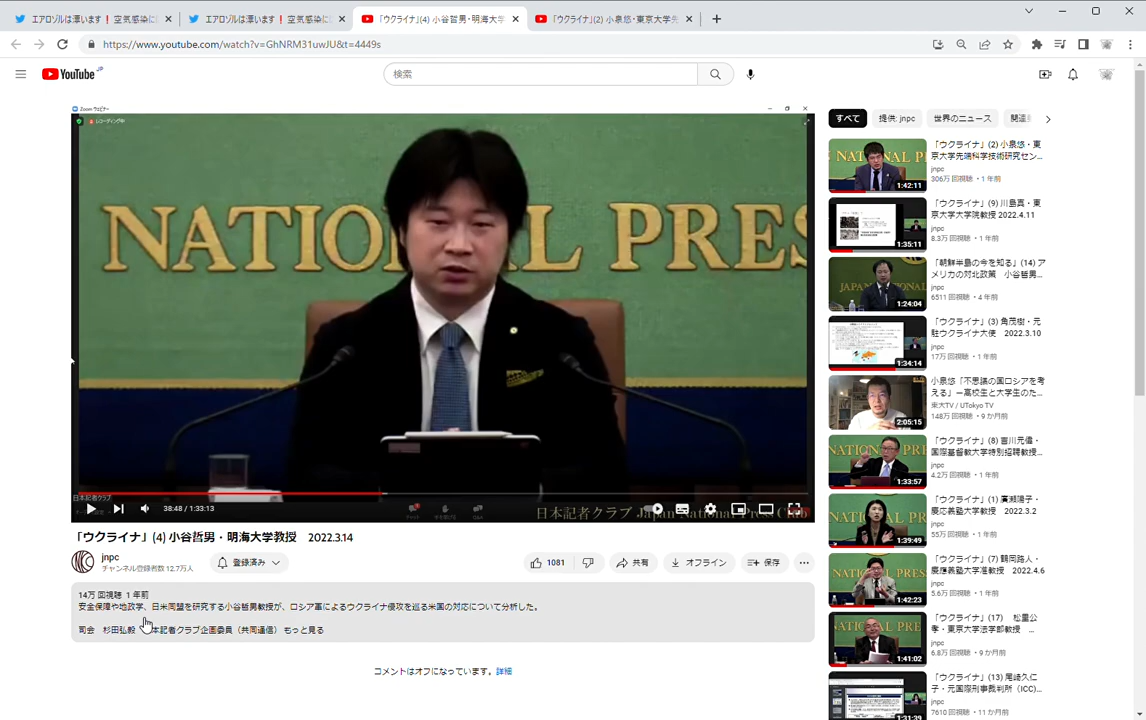 エアロゾルは漂います❗空気感染に
エアロゾルは漂います❗空気感染に
「ウクライナ」(4) 小谷哲男・明海大学
「ウクライナ」(2) 小泉悠・東京大学先
https://www.youtube.com/watch?v=GhNRM31uwJU&t=4449s
YouTube JP
検索
Zoom ウェビナー
レコーディング中
NATIONAL PRESS
日本記者クラブ
38:48 / 1:33:13
日本記者クラブ Japan National Press Club
「ウクライナ」(4) 小谷哲男・明海大学教授 2022.3.14
jnpc
チャンネル登録者数 12.7万人
登録済み
1081
共有
オフライン
保存
14万 回視聴 1 年前
安全保障や地政学、日米同盟を研究する小谷哲男教授が、ロシア軍によるウクライナ侵攻を巡る米国の対応について分析した。
司会 杉田弘毅 本記者クラブ企画委員（共同通信） もっと見る
コメントはオフになっています。詳細
すべて
提供: jnpc
世界のニュース
関連
「ウクライナ」(2) 小泉悠・東
京大学先端科学技術研究セン...
jnpc
306万 回視聴・1 年前
1:42:11
「ウクライナ」(9) 川島真・東
京大学大学院教授 2022.4.11
jnpc
8.3万 回視聴・1 年前
1:35:11
「朝鮮半島の今を知る」(14) ア
メリカの対北政策 小谷哲男...
jnpc
6511 回視聴・4 年前
1:24:04
「ウクライナ」(3) 角茂樹・元
駐ウクライナ大使 2022.3.10
jnpc
17万 回視聴・1 年前
1:34:14
小泉悠「不思議の国ロシアを考
える」ー高校生と大学生のた...
東大TV / UTokyo TV
148万 回視聴・9 か月前
2:05:15
「ウクライナ」(8) 吉川元偉・
国際基督教大学特別招聘教授...
jnpc
4.2万 回視聴・1 年前
1:33:57
「ウクライナ」(1) 廣瀬陽子・
慶応義塾大学教授 2022.3.2
jnpc
55万 回視聴・1 年前
1:39:49
「ウクライナ」(7) 鶴岡路人・
慶應義塾大学准教授 2022.4.6
jnpc
5.6万 回視聴・1 年前
1:42:23
「ウクライナ」(17) 松里公
孝・東京大学法学部教授 ...
jnpc
6.8万 回視聴・9 か月前
1:41:02
「ウクライナ」(13) 尾崎久仁
子・元国際刑事裁判所（ICC)...
jnpc
7610 回視聴・11 か月前
1:31:39